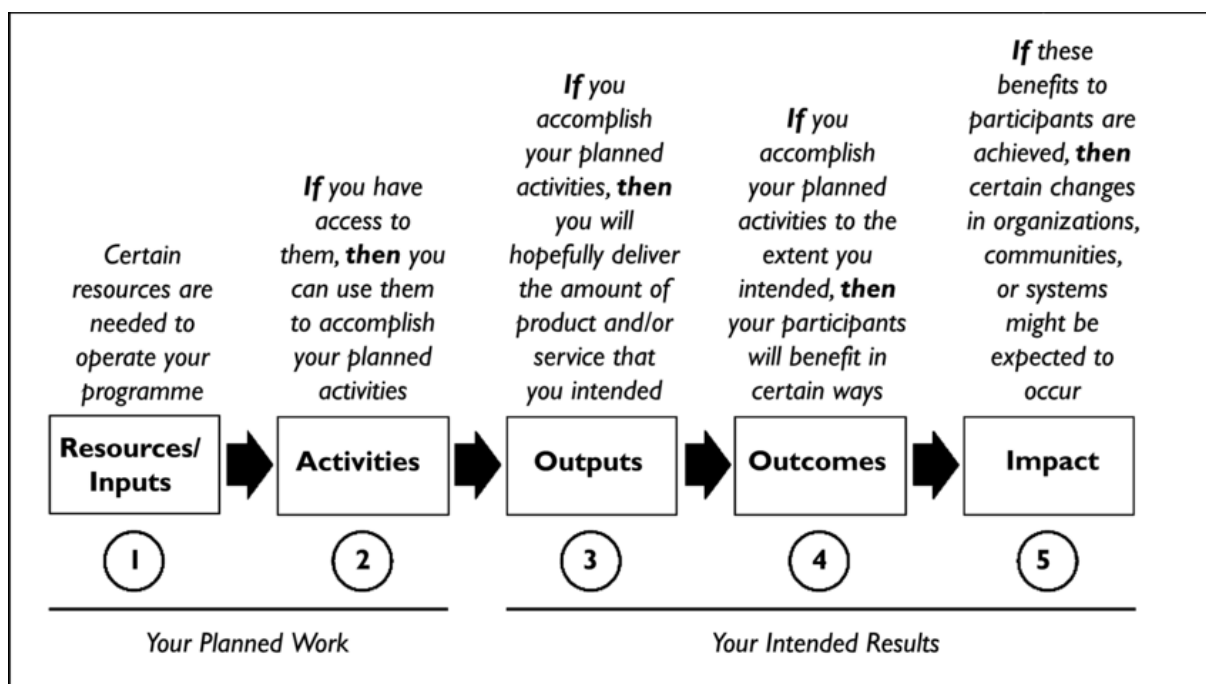 Certain
resources are
needed to
operate your
programme
If you have
access to
them, then you
can use them
to accomplish
your planned
activities
If you
accomplish
your planned
activities, then
you will
hopefully deliver
the amount of
product and/or
service that
you intended
If you
accomplish
your planned
activities to the
extent you
intended, then
your participants
will benefit in
certain ways
If these
benefits to
participants are
achieved, then
certain changes
in organizations,
communities,
or systems
might be
expected to
occur
Resources/
Inputs
Activities
Outputs
Outcomes
Impact
1
2
3
4
5
Your Planned Work
Your Intended Results